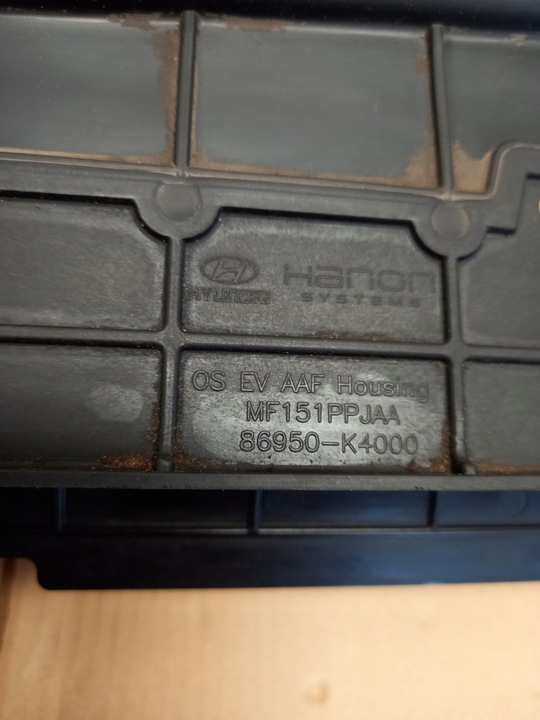 HYUNDAI Hanon
SYSTEMS
OS EV AAF Housing
MF151PPJAA
86950-K4000